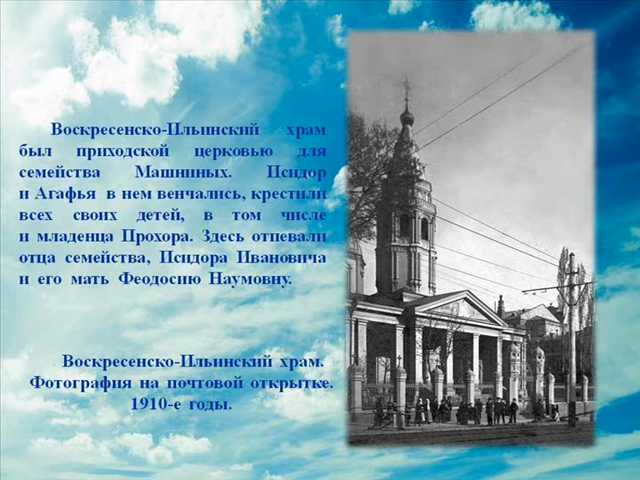 Воскресенско-Ильинский храм
был приходской церковью для
семейства Машниных. Исидор
и Агафья в нем венчались, крестили
всех своих детей, в том числе
и младенца Прохора. Здесь отпевали
отца семейства, Исидора Ивановича
и его мать Феодосию Наумовну.
Воскресенско-Ильинский храм.
Фотография на почтовой открытке.
1910-е годы.